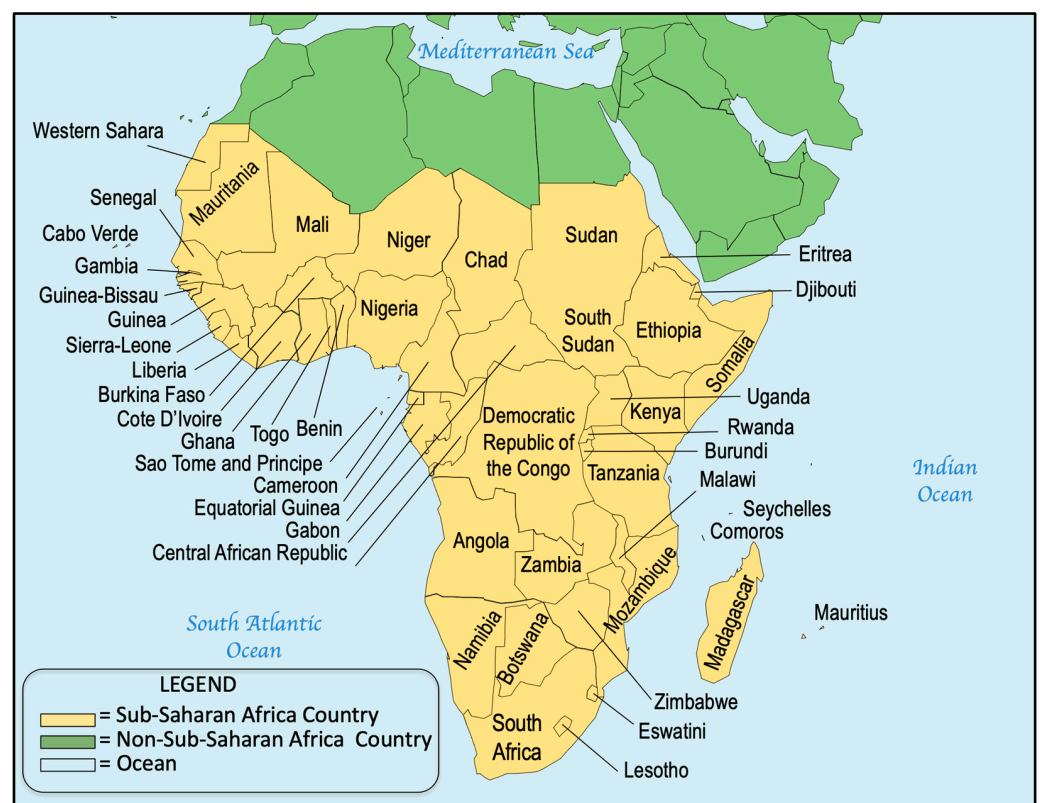 Mediterranean Sea
Western Sahara
Mauritania
Senegal
Mali
Niger
Chad
Sudan
Cabo Verde
Eritrea
Gambia
Djibouti
Guinea-Bissau
Nigeria
Guinea
South
Sudan
Ethiopia
Sierra-Leone
Somalia
Liberia
Burkina Faso
Uganda
Cote D'Ivoire
Kenya
Democratic
Republic of
the Congo
Ghana
Togo
Benin
Rwanda
Burundi
Sao Tome and Principe
Tanzania
Malawi
Indian
Ocean
Cameroon
Equatorial Guinea
Seychelles
Gabon
Comoros
Central African Republic
Angola
Zambia
Mozambique
Madagascar
Mauritius
South Atlantic
Ocean
Namibia
Botswana
Zimbabwe
Eswatini
South
Africa
Lesotho
LEGEND
= Sub-Saharan Africa Country
= Non-Sub-Saharan Africa Country
= Ocean